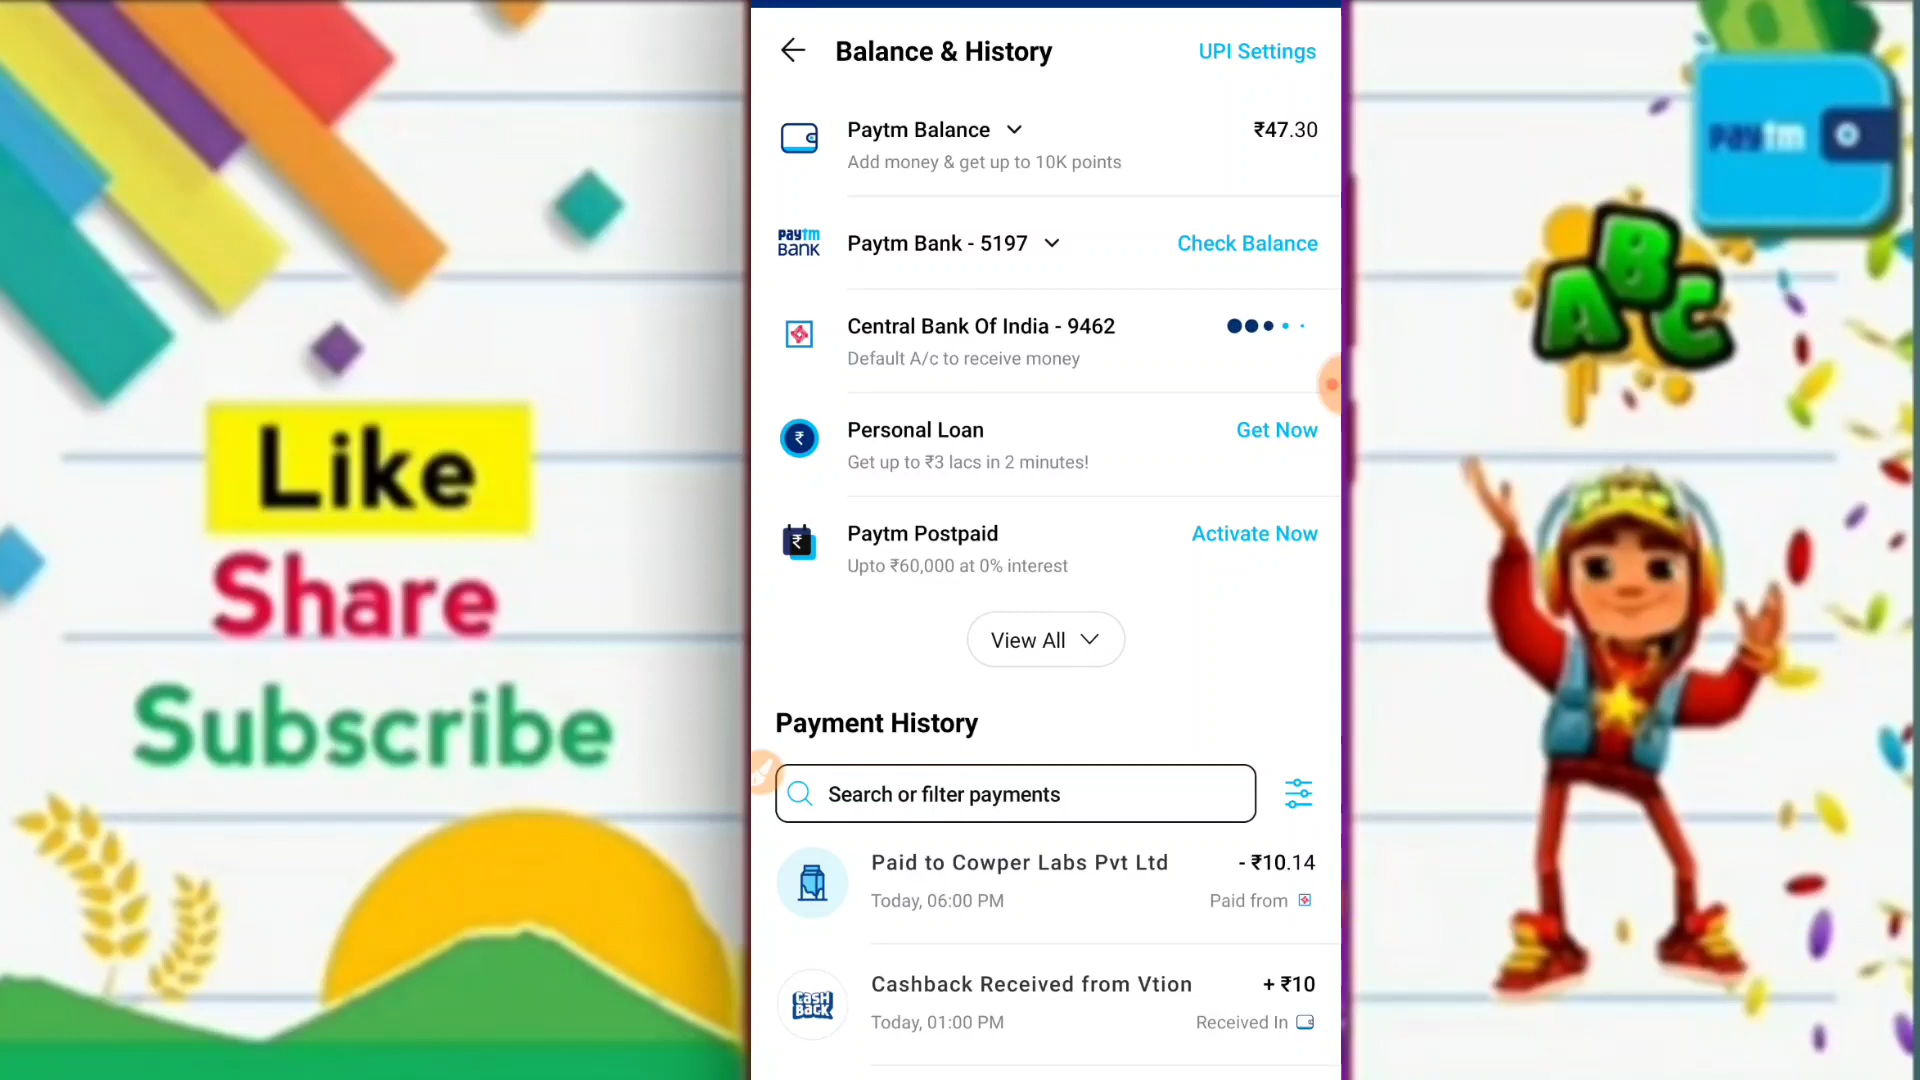 Like
Share
Subscribe
Balance & History
UPI Settings
Paytm Balance
₹47.30
Add money & get up to 10K points
paytm
BANK
Paytm Bank - 5197
Check Balance
Central Bank Of India - 9462
Default A/c to receive money
₹
Personal Loan
Get Now
Get up to ₹3 lacs in 2 minutes!
₹
Paytm Postpaid
Activate Now
Upto ₹60,000 at 0% interest
View All
Payment History
Search or filter payments
Paid to Cowper Labs Pvt Ltd
- ₹10.14
Today, 06:00 PM
Paid from
CASH
BACK
Cashback Received from Vtion
+ ₹10
Today, 01:00 PM
Received In
paytm
ABC